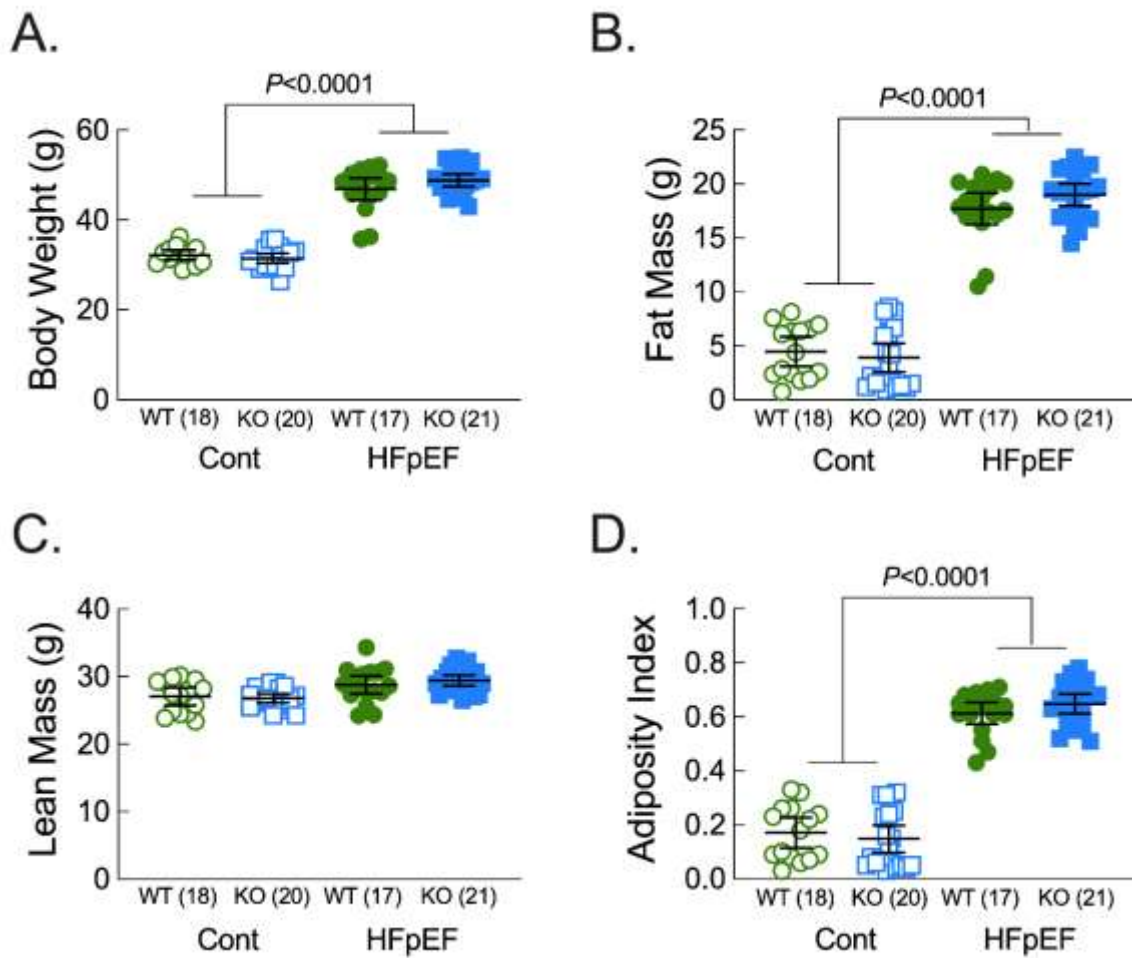 A.
P<0.0001
Body Weight (g)
60
40
20
0
WT (18) KO (20) WT (17) KO (21)
Cont HFpEF
B.
P<0.0001
Fat Mass (g)
25
20
15
10
5
0
WT (18) KO (20) WT (17) KO (21)
Cont HFpEF
C.
Lean Mass (g)
40
30
20
10
0
WT (18) KO (20) WT (17) KO (21)
Cont HFpEF
D.
P<0.0001
Adiposity Index
1.0
0.8
0.6
0.4
0.2
0.0
WT (18) KO (20) WT (17) KO (21)
Cont HFpEF